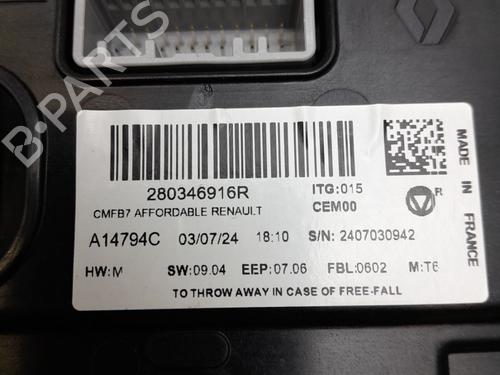 B-PARTS
280346916R
ITG:015
CMFB7 AFFORDABLE RENAULT
CEM00
R
A14794C 03/07/24 18:10 S/N: 2407030942
HW:M SW:09.04 EEP:07.06 FBL:0602 M:T6
TO THROW AWAY IN CASE OF FREE-FALL
MADE IN FRANCE